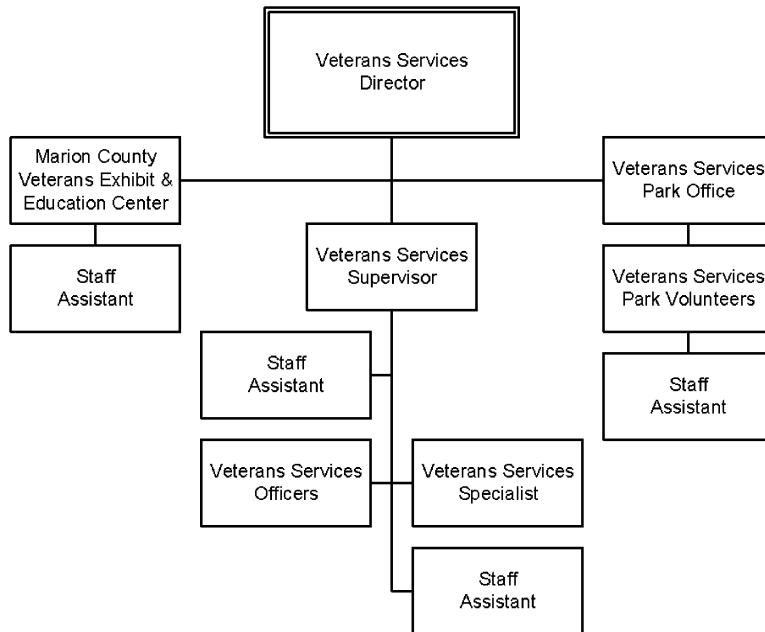 Veterans Services
Director
Marion County
Veterans Exhibit &
Education Center
Veterans Services
Park Office
Staff
Assistant
Veterans Services
Supervisor
Veterans Services
Park Volunteers
Staff
Assistant
Staff
Assistant
Veterans Services
Officers
Veterans Services
Specialist
Staff
Assistant